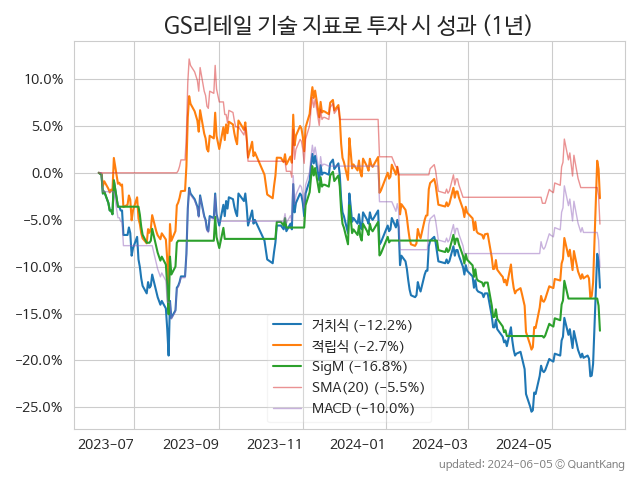 GS리테일 기술 지표로 투자 시 성과 (1년)
10.0%
5.0%
0.0%
−5.0%
−10.0%
−15.0%
−20.0%
−25.0%
거치식 (−12.2%)
적립식 (−2.7%)
SigM (−16.8%)
SMA(20) (−5.5%)
MACD (−10.0%)
2023−07
2023−09
2023−11
2024−01
2024−03
2024−05
updated: 2024−06−05 © QuantKang